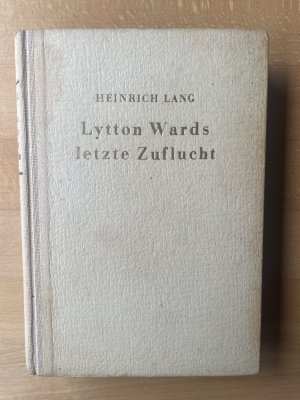 HEINRICH LANG
Lytton Wards
letzte Zuflucht